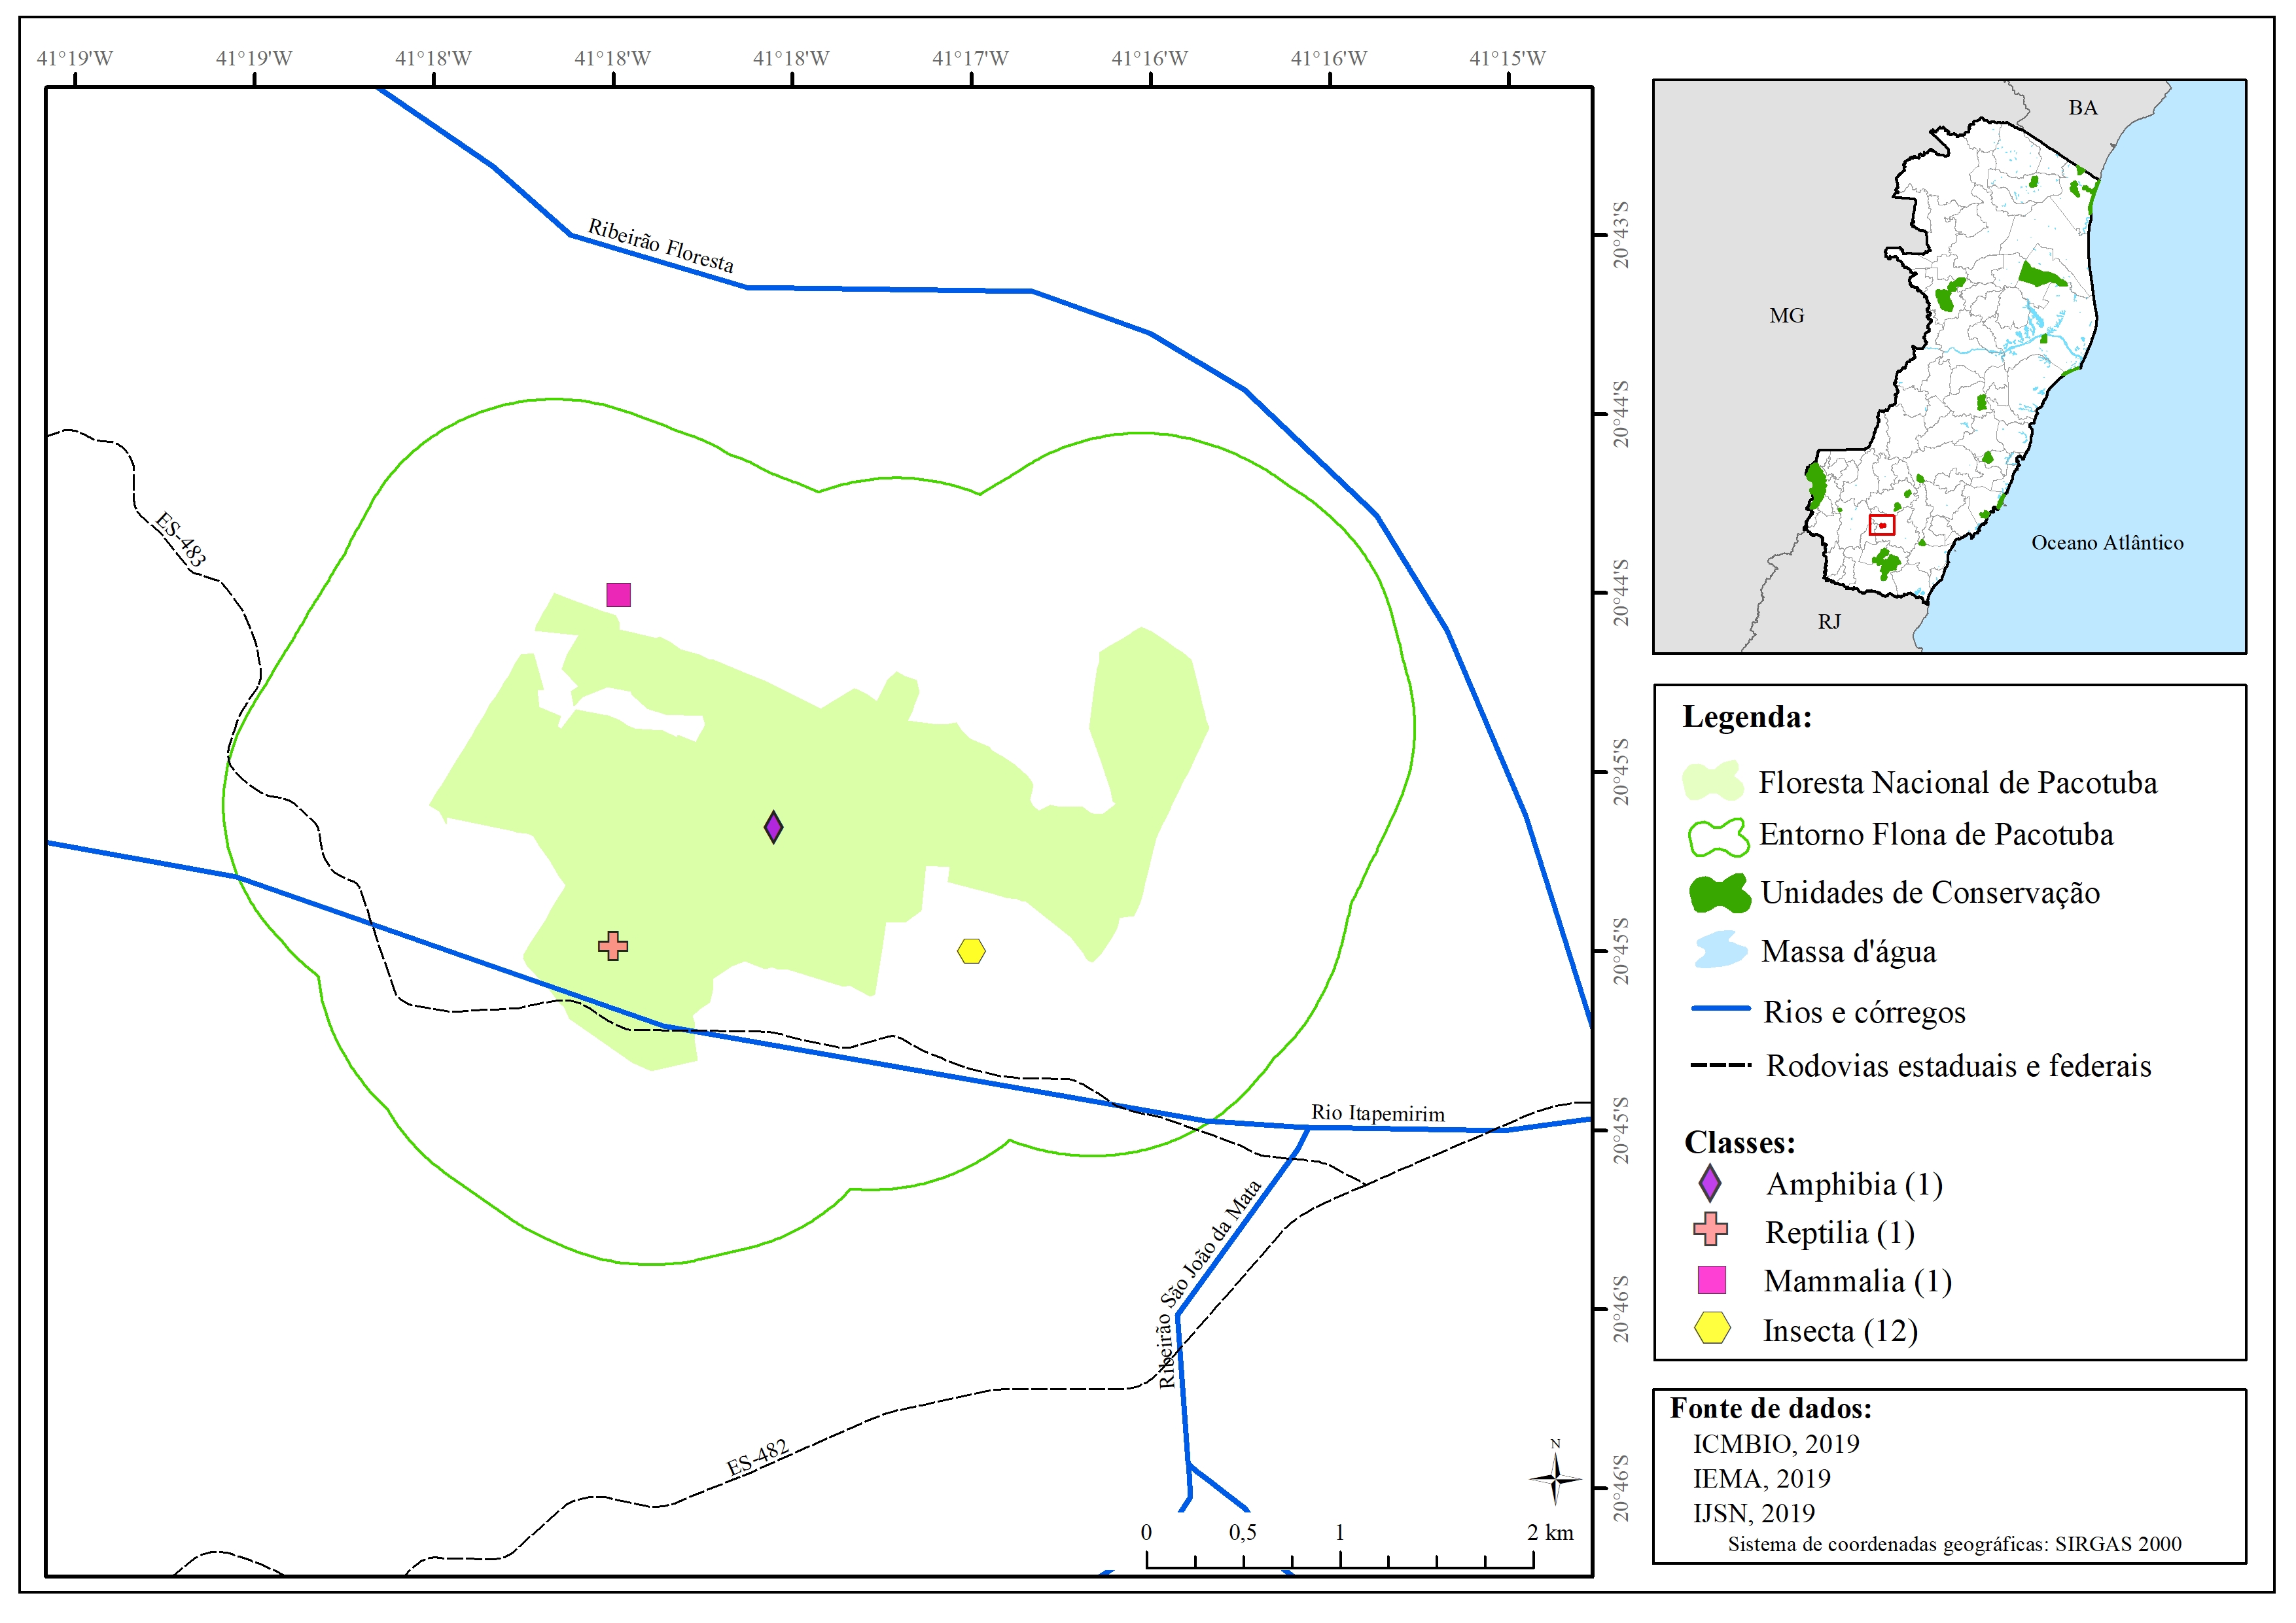 41°19'W 41°19'W 41°18'W 41°18'W 41°18'W 41°17'W 41°16'W 41°16'W 41°15'W
20°43'S
20°44'S
20°44'S
20°45'S
20°45'S
20°45'S
20°46'S
20°46'S
Ribeirão Floresta
ES-483
Rio Itapemirim
Ribeirão São João da Mata
ES-482
N
0 0,5 1 2 km
BA
MG
Oceano Atlântico
RJ
Legenda:
Floresta Nacional de Pacotuba
Entorno Flona de Pacotuba
Unidades de Conservação
Massa d'água
Rios e córregos
Rodovias estaduais e federais
Classes:
Amphibia (1)
Reptilia (1)
Mammalia (1)
Insecta (12)
Fonte de dados:
ICMBIO, 2019
IEMA, 2019
IJSN, 2019
Sistema de coordenadas geográficas: SIRGAS 2000